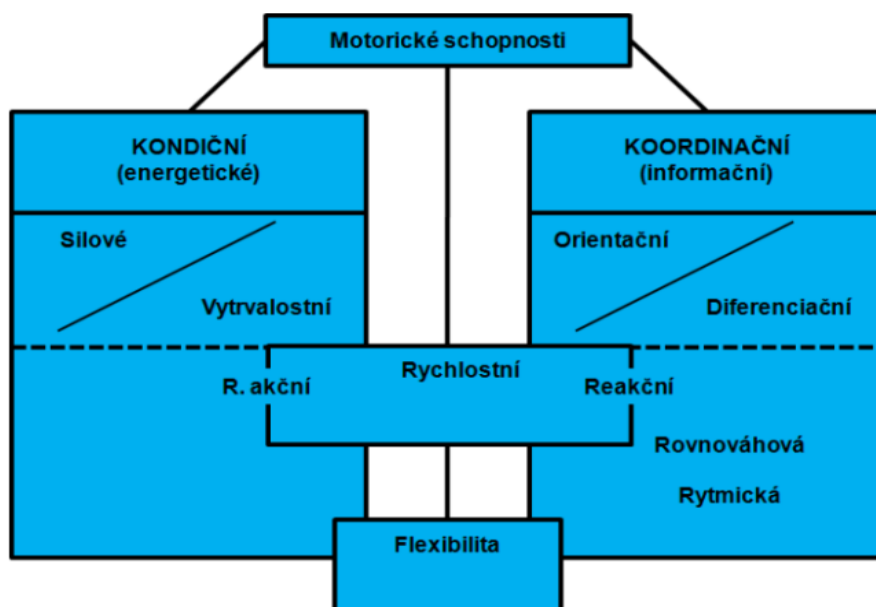 Motorické schopnosti
KONDIČNÍ
(energetické)
KOORDINAČNÍ
(informační)
Silové
Vytrvalostní
Orientační
Diferenciační
Rychlostní
R. akční
Reakční
Rovnováhová
Rytmická
Flexibilita